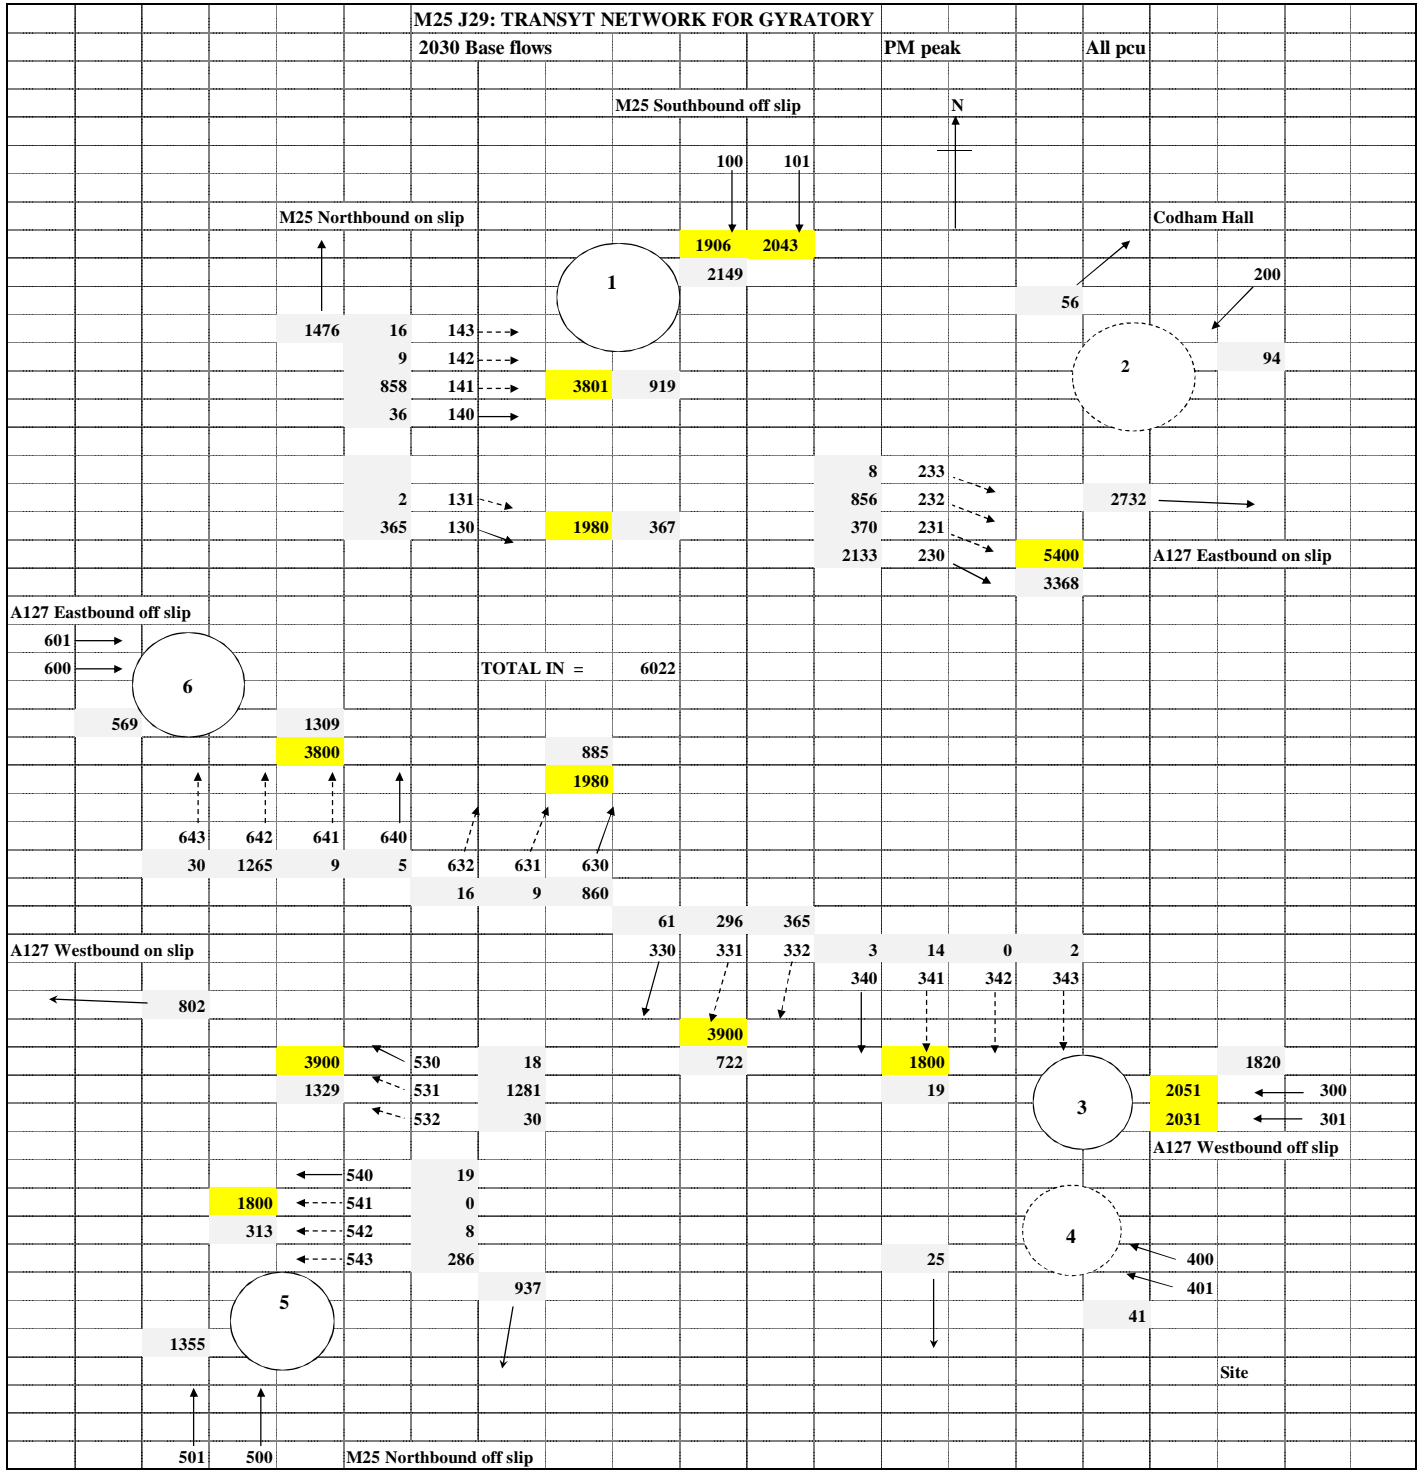 M25 J29: TRANSYT NETWORK FOR GYRATORY
2030 Base flows PM peak All pcu
M25 Southbound off slip N
100 101
M25 Northbound on slip Codham Hall
1906 2043
1 2149 200
56
1476 16 143
9 142 2 94
858 141 3801 919
36 140
8 233
2 131 856 232 2732
365 130 1980 367 370 231
2133 230 5400 A127 Eastbound on slip
3368
A127 Eastbound off slip
601
600 TOTAL IN = 6022
6
569 1309
3800 885
1980
643 642 641 640
30 1265 9 5 632 631 630
16 9 860
61 296 365
A127 Westbound on slip 330 331 332 3 14 0 2
340 341 342 343
802
3900
3900 530 18 722 1800 1820
1329 531 1281 19 3 2051 300
532 30 2031 301
A127 Westbound off slip
540 19
1800 541 0
313 542 8 4
543 286 25 400
5 937 401
41
1355
Site
501 500 M25 Northbound off slip